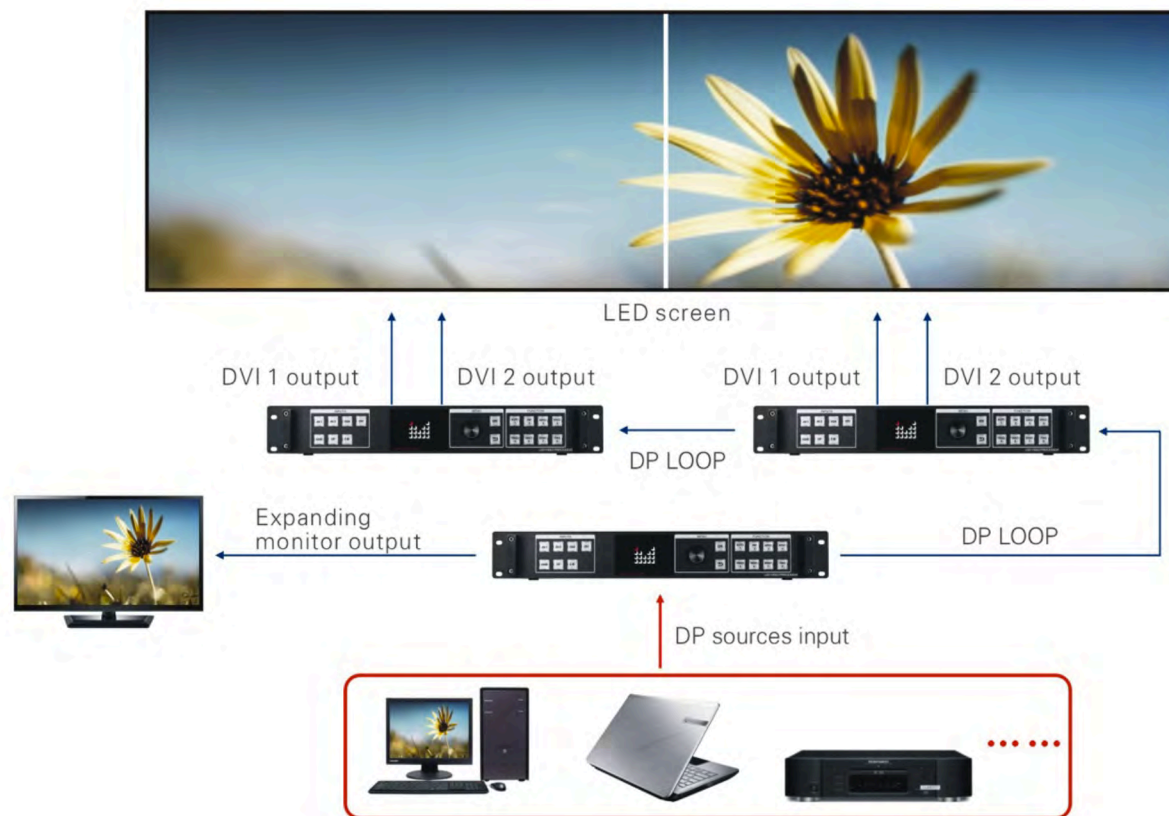 LED screen
DVI 1 output
DVI 2 output
DVI 1 output
DVI 2 output
DP LOOP
Expanding
monitor output
DP LOOP
DP sources input